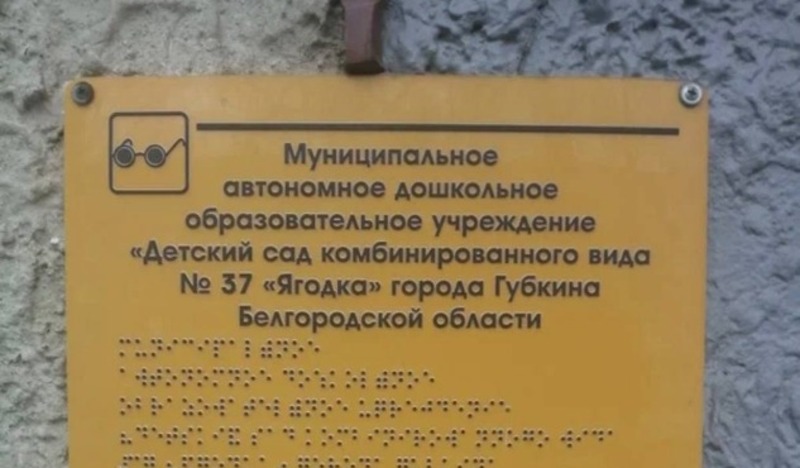 Муниципальное
автономное дошкольное
образовательное учреждение
«Детский сад комбинированного вида
№ 37 «Ягодка» города Губкина
Белгородской области